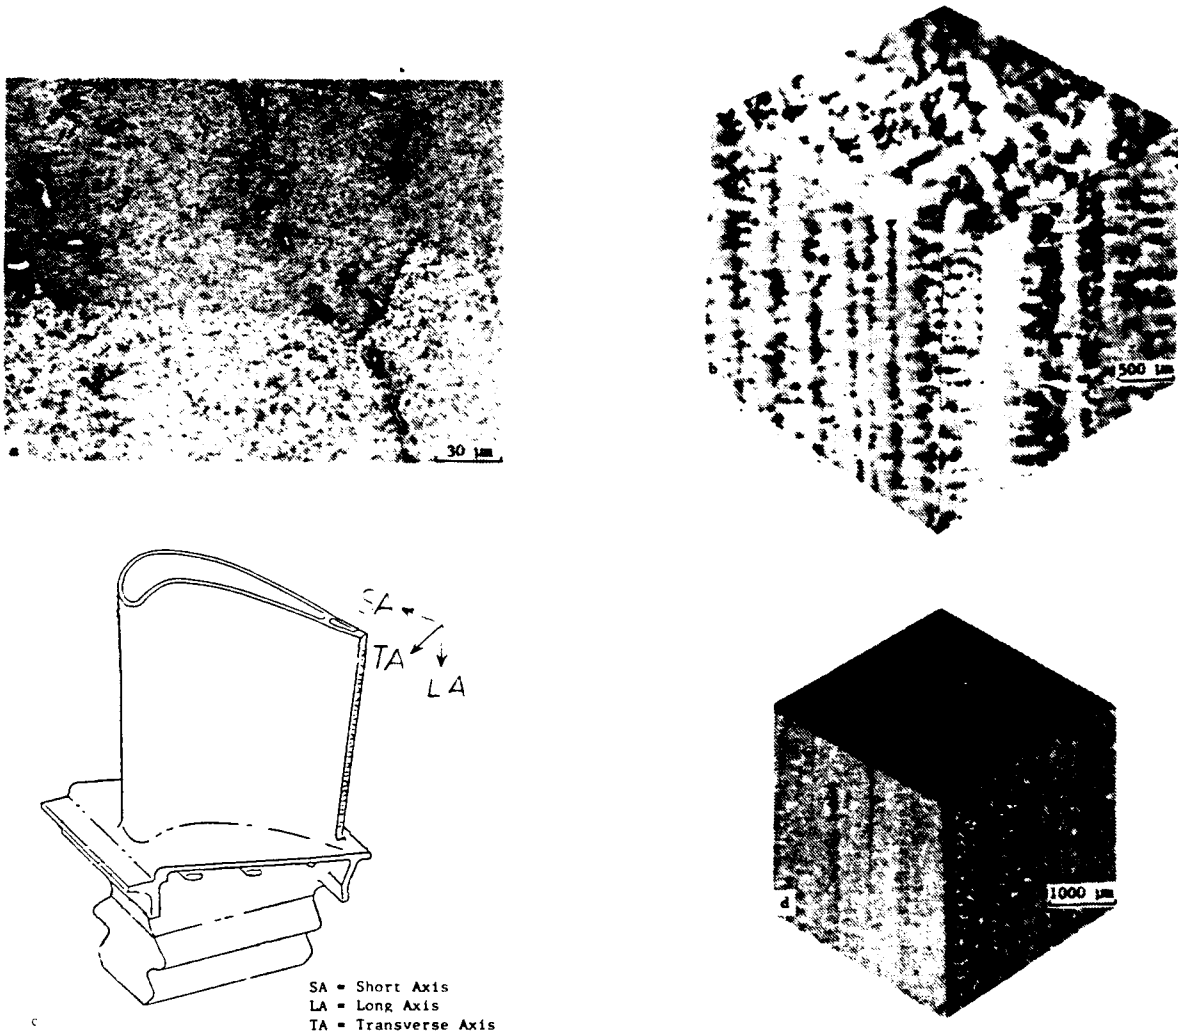 a
30 µm
b
500 µm
SA
TA
LA
SA = Short Axis
LA = Long Axis
TA = Transverse Axis
c
d
1000 µm